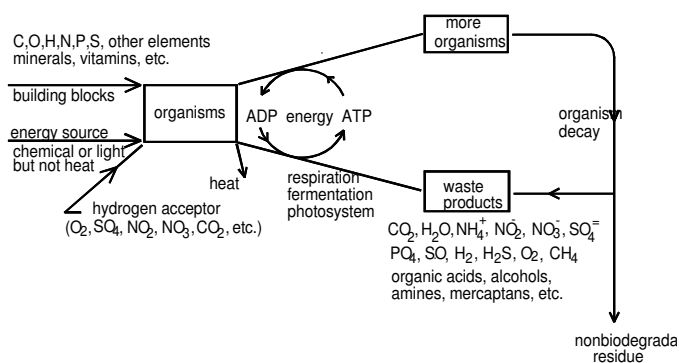 C,O,H,N,P,S, other elements
minerals, vitamins, etc.
building blocks
energy source
chemical or light
but not heat
hydrogen acceptor
(O₂,SO₄, NO₂, NO₃, CO₂, etc.)
organisms
heat
ADP energy ATP
respiration
fermentation
photosystem
more
organisms
organism
decay
waste
products
CO₂, H₂O, NH₄⁺, NO₂⁻, NO₃⁻, SO₄⁼
PO₄, S.O, H₂, H₂S, O₂, CH₄
organic acids, alcohols,
amines, mercaptans, etc.
nonbiodegrada
residue